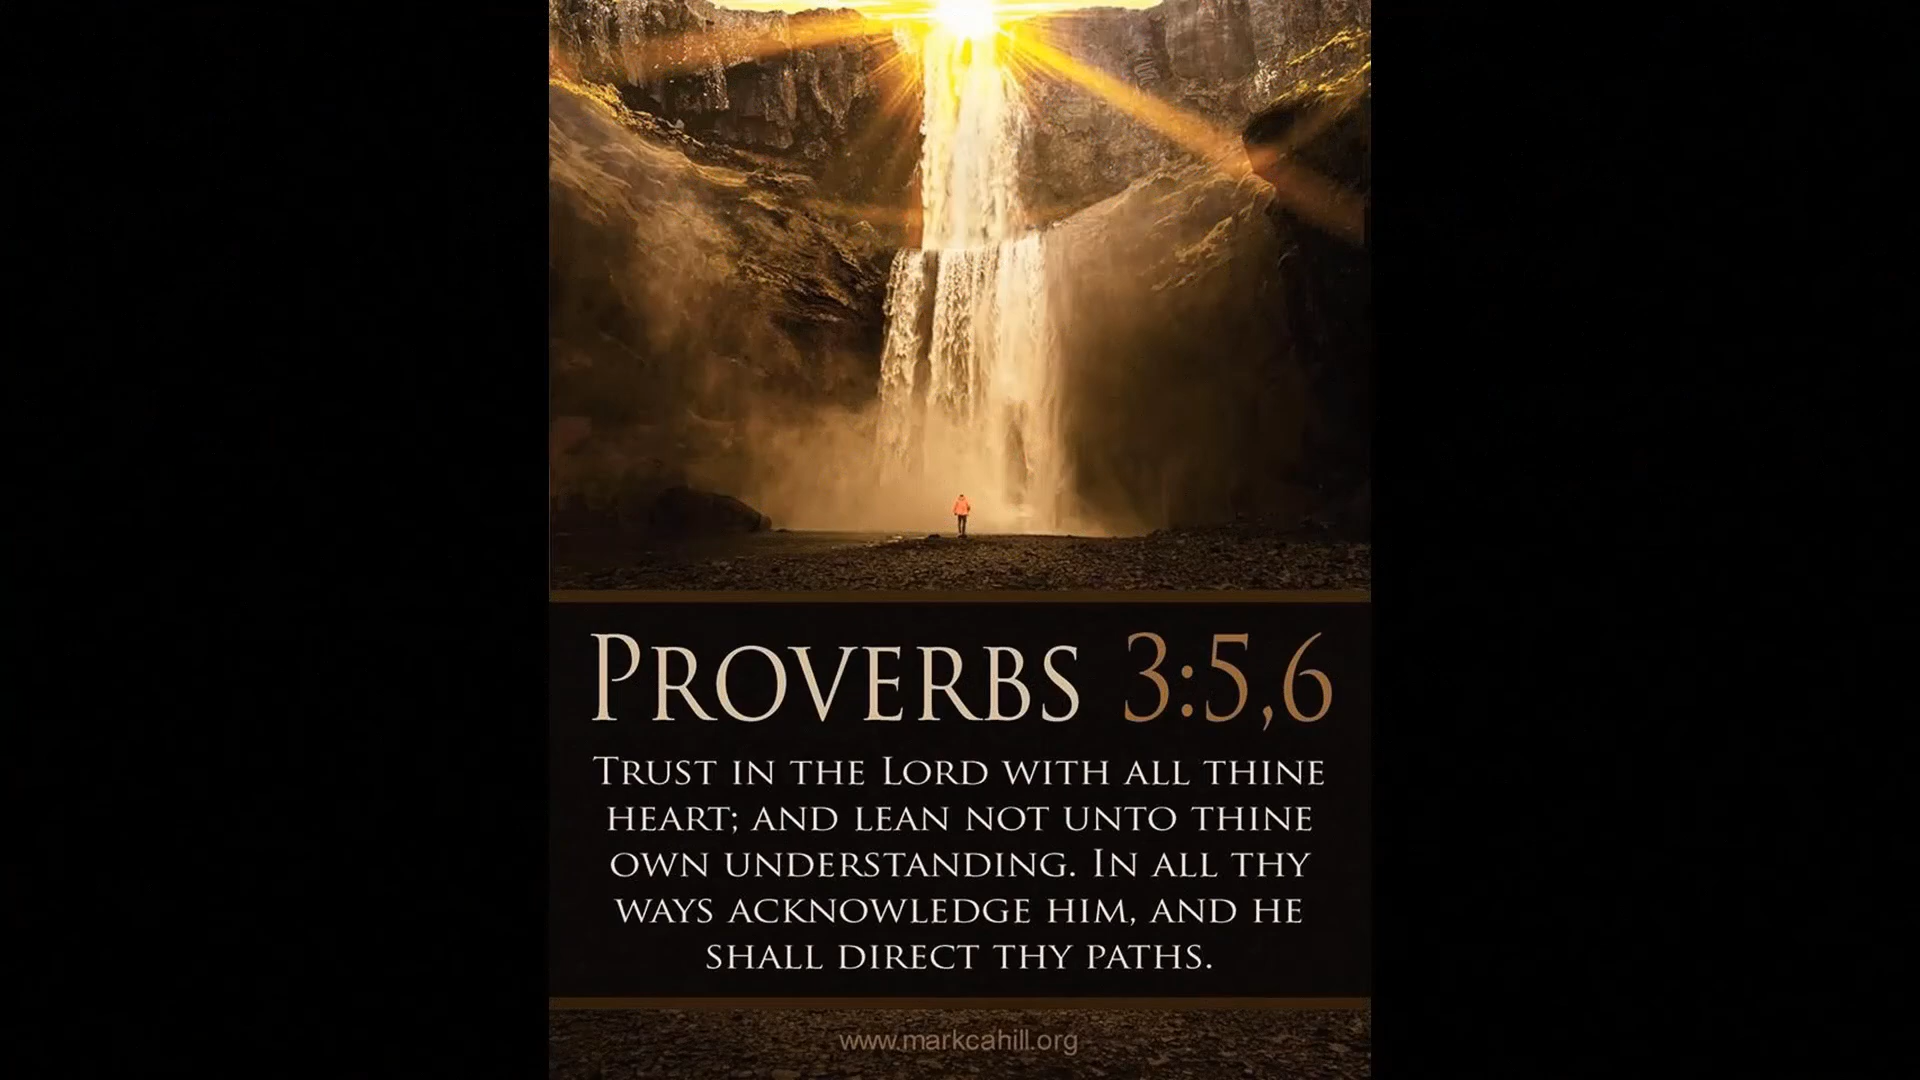 Proverbs 3:5,6
Trust in the Lord with all thine
heart; and lean not unto thine
own understanding. In all thy
ways acknowledge him, and he
shall direct thy paths.
www.markcahill.org